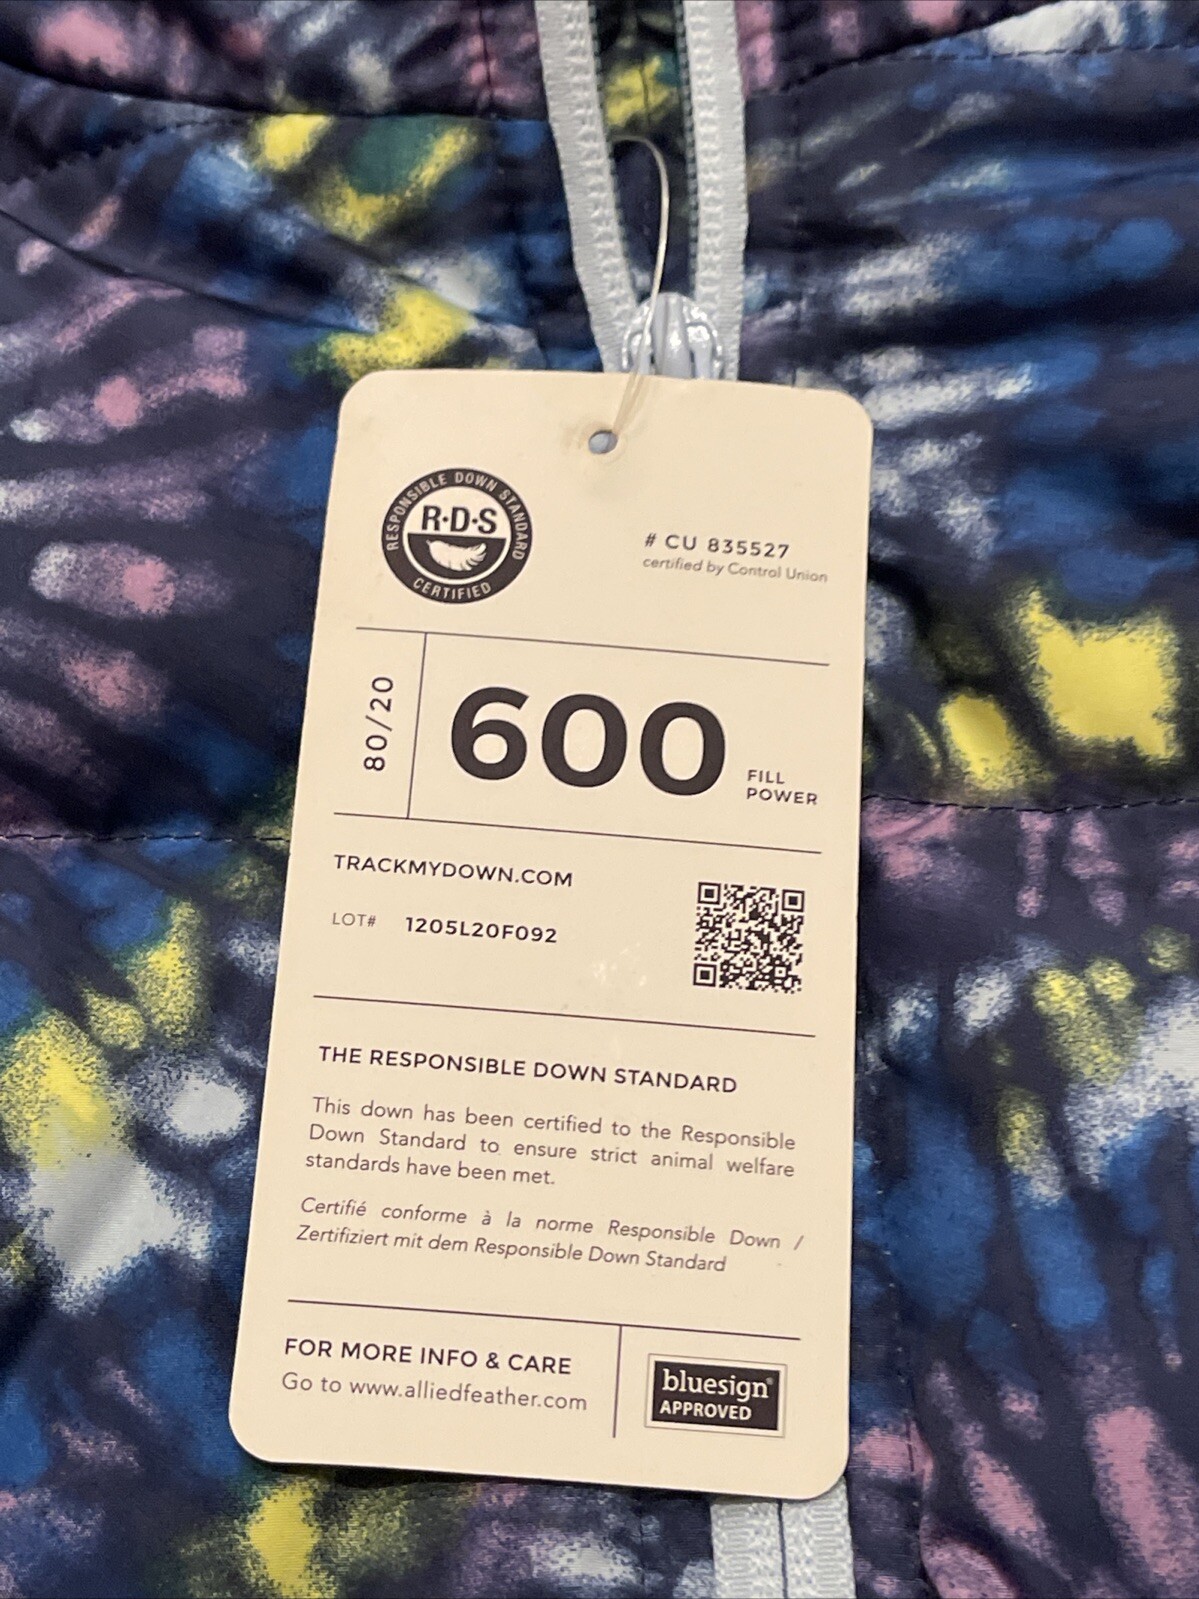 RESPONSIBLE DOWN STANDARD
R·D·S
CERTIFIED
# CU 835527
certified by Control Union
80/20
600
FILL
POWER
TRACKMYDOWN.COM
LOT# 1205L20F092
THE RESPONSIBLE DOWN STANDARD
This down has been certified to the Responsible
Down Standard to ensure strict animal welfare
standards have been met.
Certifié conforme à la norme Responsible Down /
Zertifiziert mit dem Responsible Down Standard
FOR MORE INFO & CARE
Go to www.alliedfeather.com
bluesign®
APPROVED